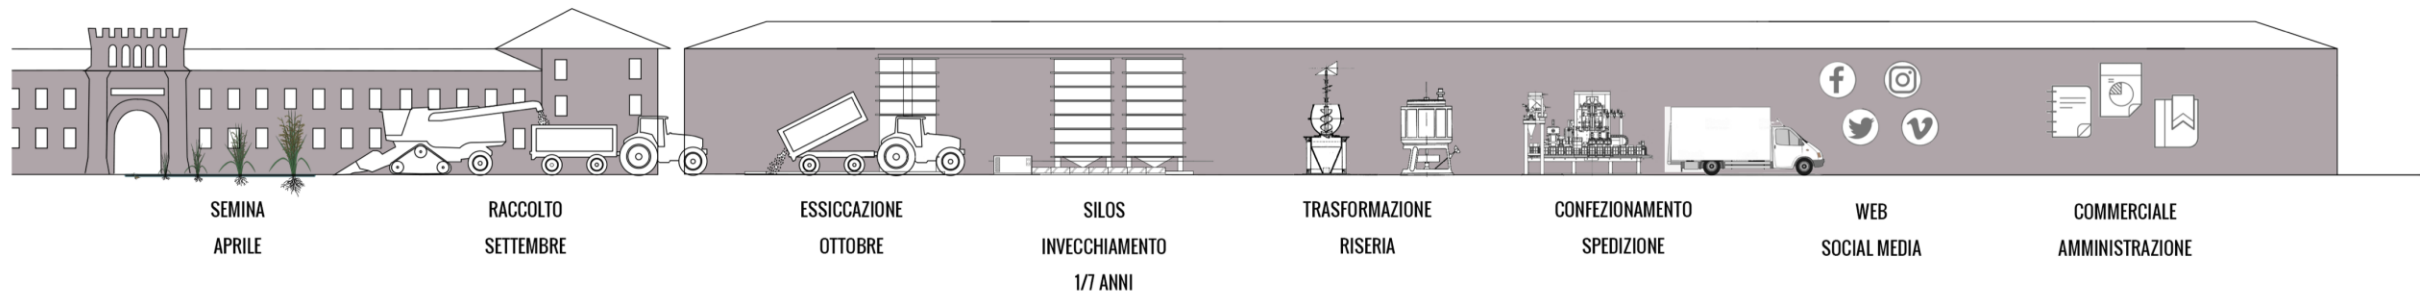 SEMINA
APRILE
RACCOLTO
SETTEMBRE
ESSICCAZIONE
OTTOBRE
SILOS
INVECCHIAMENTO
1/7 ANNI
TRASFORMAZIONE
RISERIA
CONFEZIONAMENTO
SPEDIZIONE
WEB
SOCIAL MEDIA
COMMERCIALE
AMMINISTRAZIONE